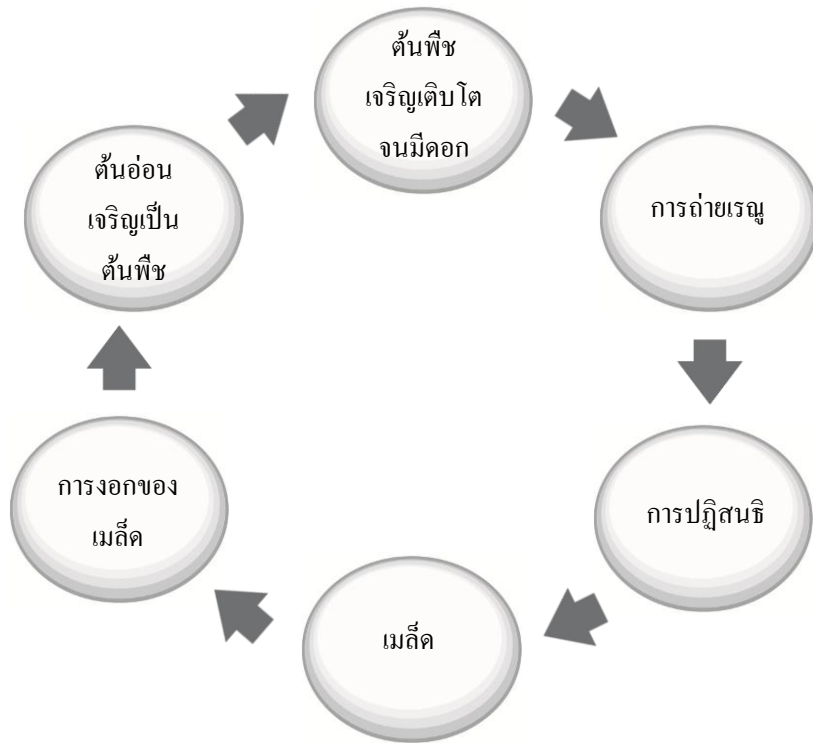 ต้นพืช
เจริญเติบโต
จนมีดอก
การถ่ายเรณู
การปฏิสนธิ
เมล็ด
การงอกของ
เมล็ด
ต้นอ่อน
เจริญเป็น
ต้นพืช